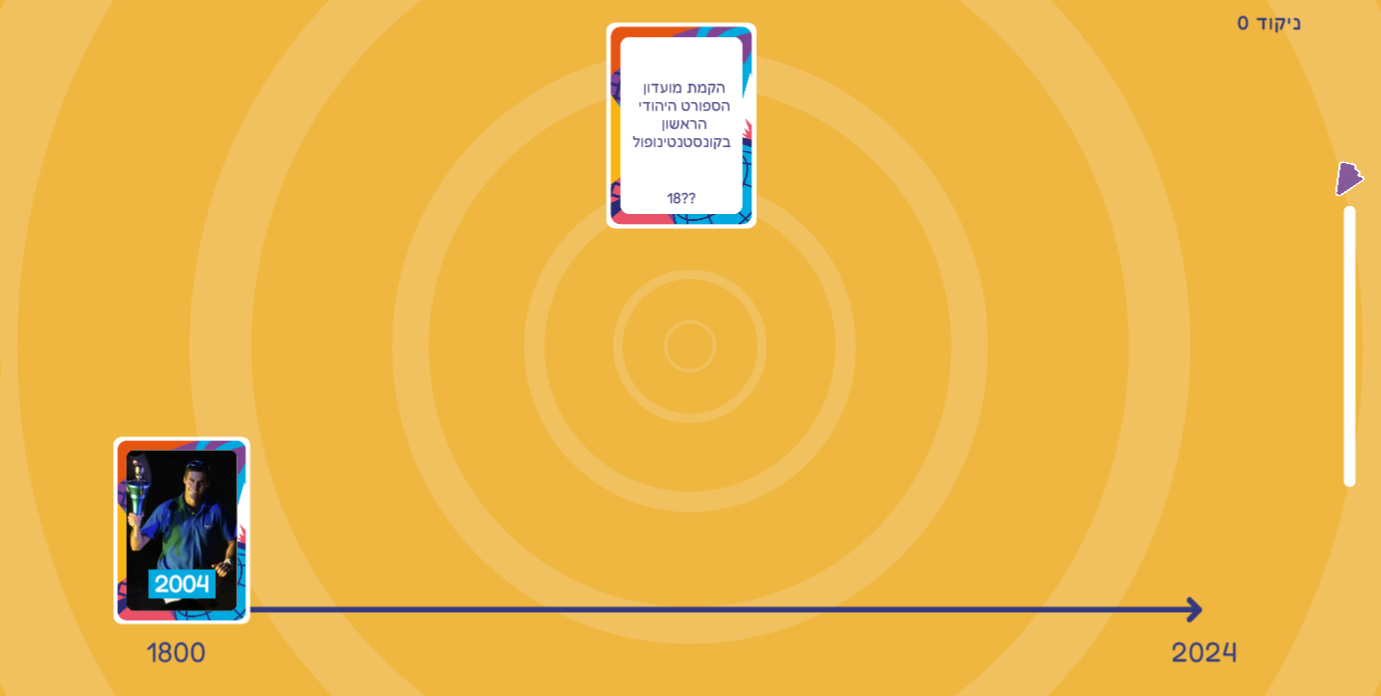 ניקוד 0
הקמת מועדון
הספורט היהודי
הראשון
בקונסטנטינופול
18??
2004
1800
2024